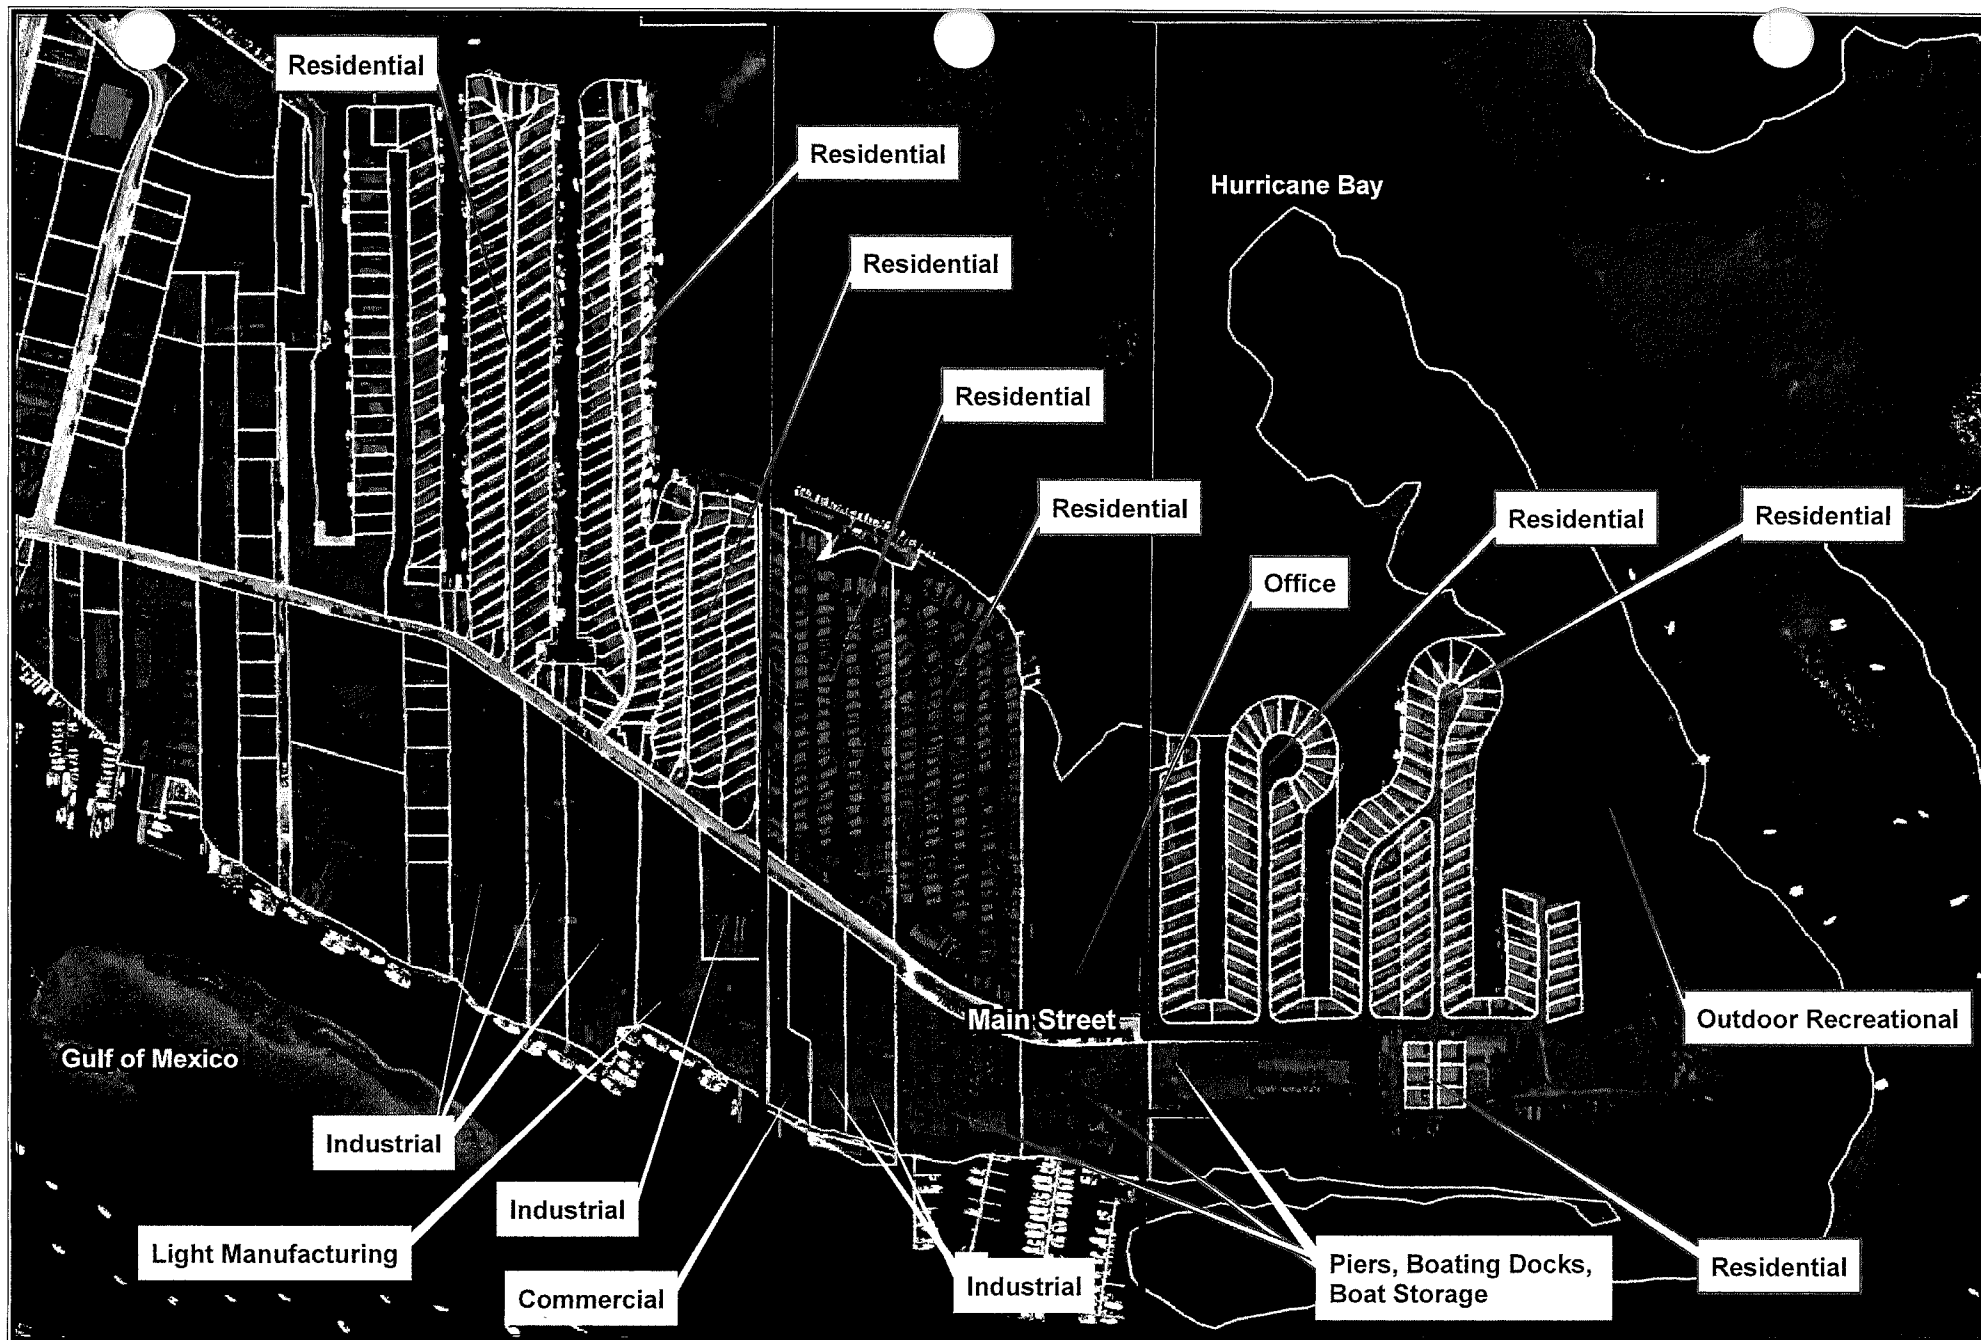 Residential
Residential
Hurricane Bay
Residential
Residential
Residential
Residential
Residential
Office
Main Street
Outdoor Recreational
Gulf of Mexico
Industrial
Industrial
Light Manufacturing
Commercial
Industrial
Piers, Boating Docks,
Boat Storage
Residential